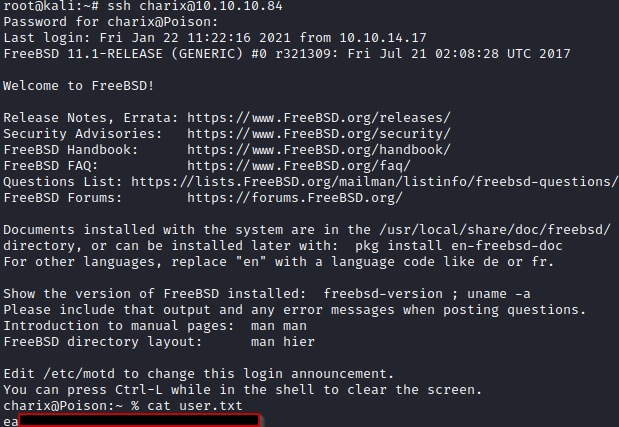 root@kali:~# ssh charix@10.10.10.84
Password for charix@Poison:
Last login: Fri Jan 22 11:22:16 2021 from 10.10.14.17
FreeBSD 11.1-RELEASE (GENERIC) #0 r321309: Fri Jul 21 02:08:28 UTC 2017
Welcome to FreeBSD!
Release Notes, Errata: https://www.FreeBSD.org/releases/
Security Advisories:   https://www.FreeBSD.org/security/
FreeBSD Handbook:      https://www.FreeBSD.org/handbook/
FreeBSD FAQ:           https://www.FreeBSD.org/faq/
Questions List: https://lists.FreeBSD.org/mailman/listinfo/freebsd-questions/
FreeBSD Forums:        https://forums.FreeBSD.org/
Documents installed with the system are in the /usr/local/share/doc/freebsd/
directory, or can be installed later with:  pkg install en-freebsd-doc
For other languages, replace "en" with a language code like de or fr.
Show the version of FreeBSD installed:  freebsd-version ; uname -a
Please include that output and any error messages when posting questions.
Introduction to manual pages:  man man
FreeBSD directory layout:      man hier
Edit /etc/motd to change this login announcement.
You can press Ctrl-L while in the shell to clear the screen.
charix@Poison:~ % cat user.txt
ea